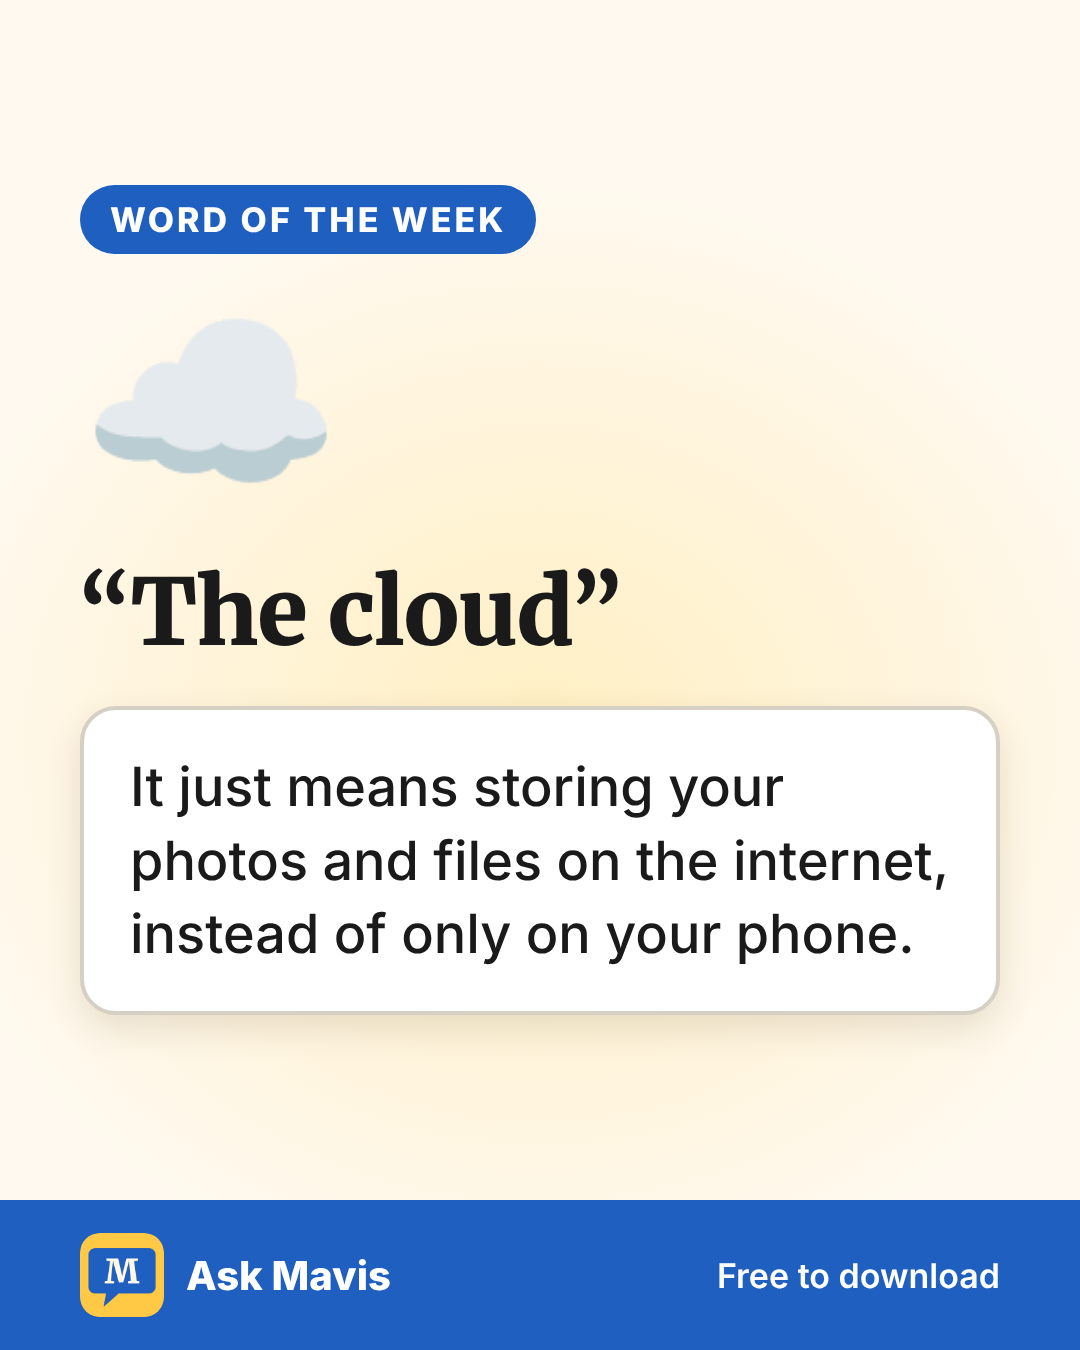 WORD OF THE WEEK
“The cloud”
It just means storing your
photos and files on the internet,
instead of only on your phone.
M
Ask Mavis
Free to download